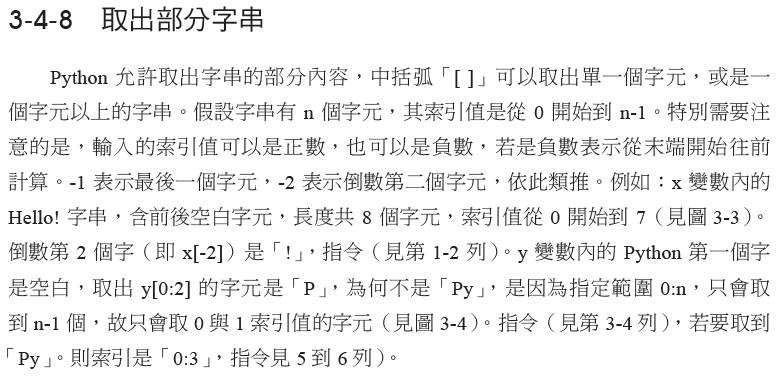 3-4-8 取出部分字串
Python 允許取出字串的部分內容，中括弧「[ ]」可以取出單一個字元，或是一
個字元以上的字串。假設字串有 n 個字元，其索引值是從 0 開始到 n-1。特別需要注
意的是，輸入的索引值可以是正數，也可以是負數，若是負數表示從末端開始往前
計算。-1 表示最後一個字元，-2 表示倒數第二個字元，依此類推。例如：x 變數內的
Hello! 字串，含前後空白字元，長度共 8 個字元，索引值從 0 開始到 7（見圖 3-3）。
倒數第 2 個字（即 x[-2]）是「!」，指令（見第 1-2 列）。y 變數內的 Python 第一個字
是空白，取出 y[0:2] 的字元是「P」，為何不是「Py」，是因為指定範圍 0:n，只會取
到 n-1 個，故只會取 0 與 1 索引值的字元（見圖 3-4）。指令（見第 3-4 列），若要取到
「Py」。則索引是「0:3」，指令見 5 到 6 列）。